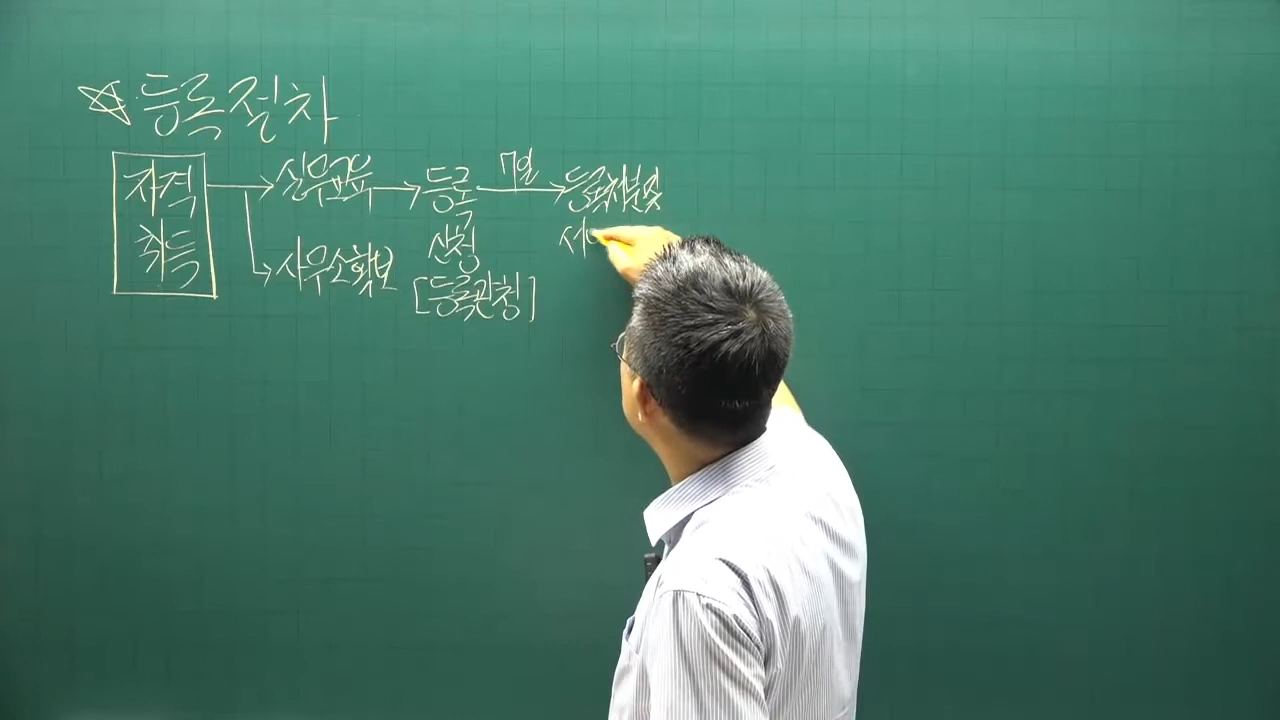 ☆등록절차
자격
취득
실무교육
사무소확보
등록
신청
[등록관청]
7일
등록처분및
서